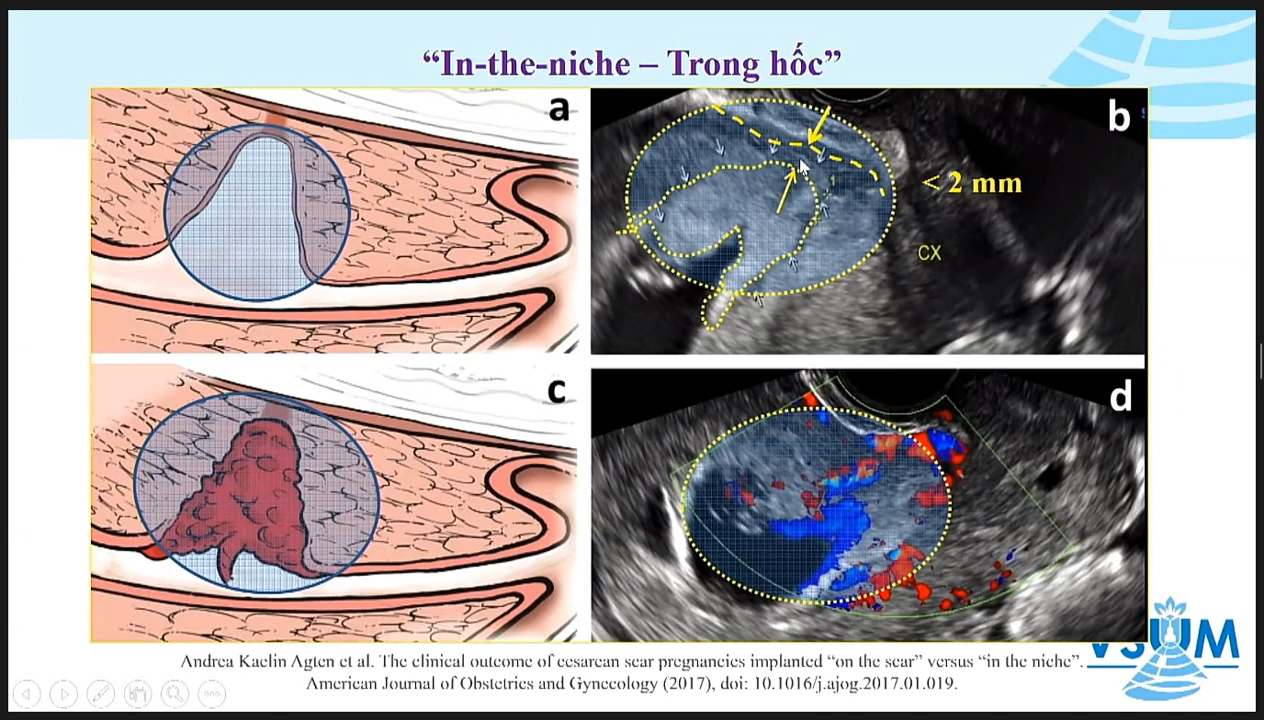 “In-the-niche – Trong hốc”
a
b
< 2 mm
CX
c
d
Andrea Kaelin Agten et al. The clinical outcome of cesarean scar pregnancies implanted “on the scar” versus “in the niche”.
American Journal of Obstetrics and Gynecology (2017), doi: 10.1016/j.ajog.2017.01.019.
VSUM